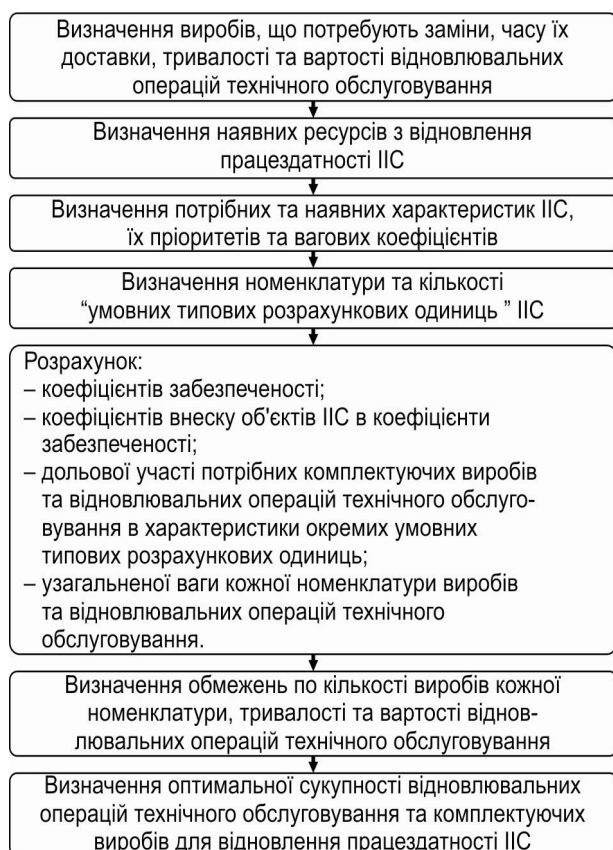 Визначення виробів, що потребують заміни, часу їх
доставки, тривалості та вартості відновлювальних
операцій технічного обслуговування
Визначення наявних ресурсів з відновлення
працездатності ІІС
Визначення потрібних та наявних характеристик ІІС,
їх пріоритетів та вагових коефіцієнтів
Визначення номенклатури та кількості
“умовних типових розрахункових одиниць ” ІІС
Розрахунок:
– коефіцієнтів забезпеченості;
– коефіцієнтів внеску об'єктів ІІС в коефіцієнти
забезпеченості;
– дольової участі потрібних комплектуючих виробів
та відновлювальних операцій технічного обслуго-
вування в характеристики окремих умовних
типових розрахункових одиниць;
– узагальненої ваги кожної номенклатури виробів
та відновлювальних операцій технічного
обслуговування.
Визначення обмежень по кількості виробів кожної
номенклатури, тривалості та вартості віднов-
лювальних операцій технічного обслуговування
Визначення оптимальної сукупності відновлювальних
операцій технічного обслуговування та комплектуючих
виробів для відновлення працездатності ІІС